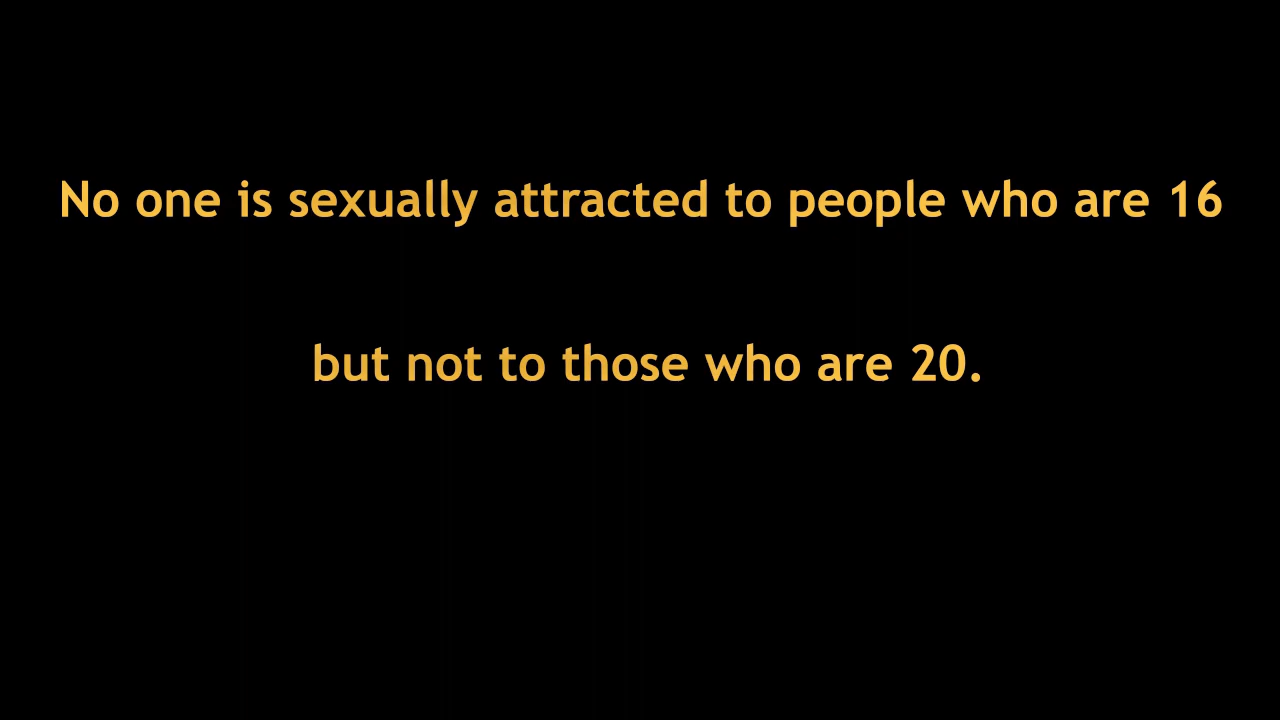 No one is sexually attracted to people who are 16
but not to those who are 20.